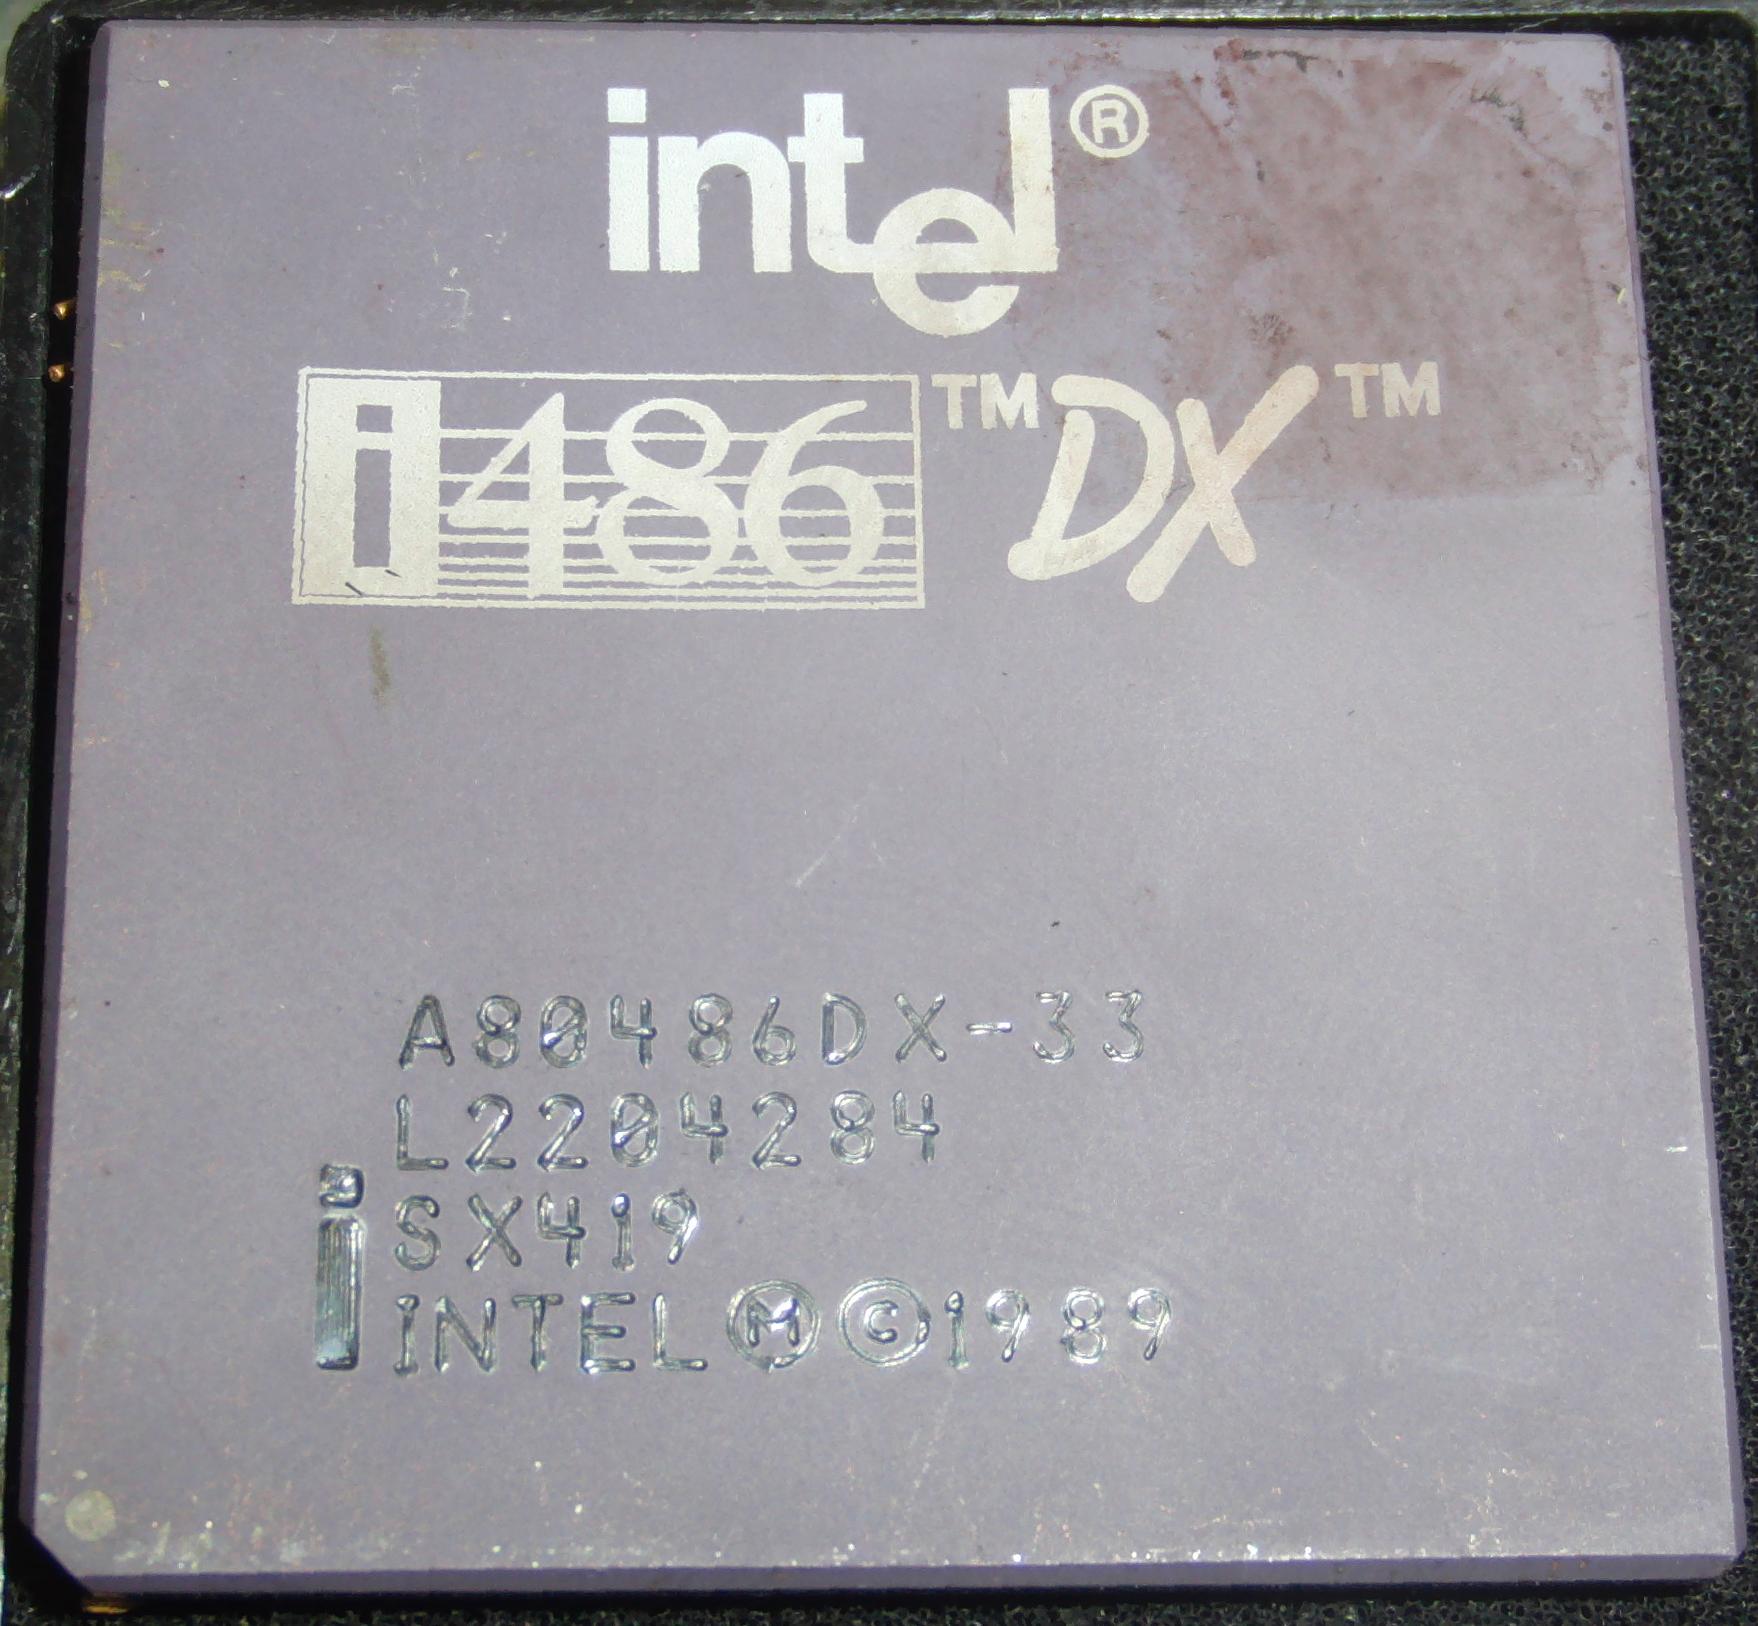 intel®
i486™ DX™
A80486DX-33
L2204284
SX419
INTEL Ⓜ © 1989